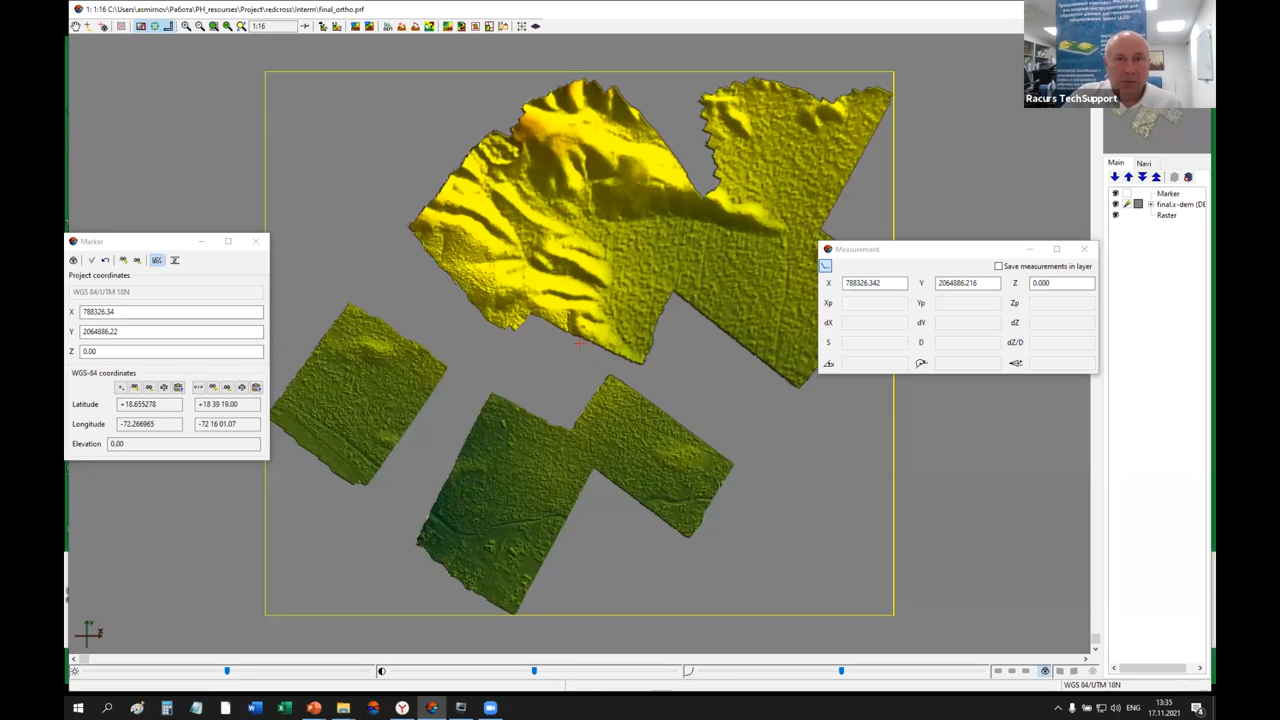 1: 1:16 C:\Users\asmirnov\Работа\PH_resourses\Project\redcross\Interm\final_ortho.prf
1:16
Racurs TechSupport
Main
Navi
Marker
final.x-dem (DE
Raster
Marker
Project coordinates
WGS 84/UTM 18N
X
788326.34
Y
2064886.22
Z
0.00
WGS-84 coordinates
Latitude
+18.655278
+18 39 19.00
Longitude
-72.266965
-72 16 01.07
Elevation
0.00
Measurement
Save measurements in layer
X
788326.342
Y
2064886.216
Z
0.000
Xp
Yp
Zp
dX
dY
dZ
S
D
dZ/D
WGS 84/UTM 18N
ENG
13:35
17.11.2021